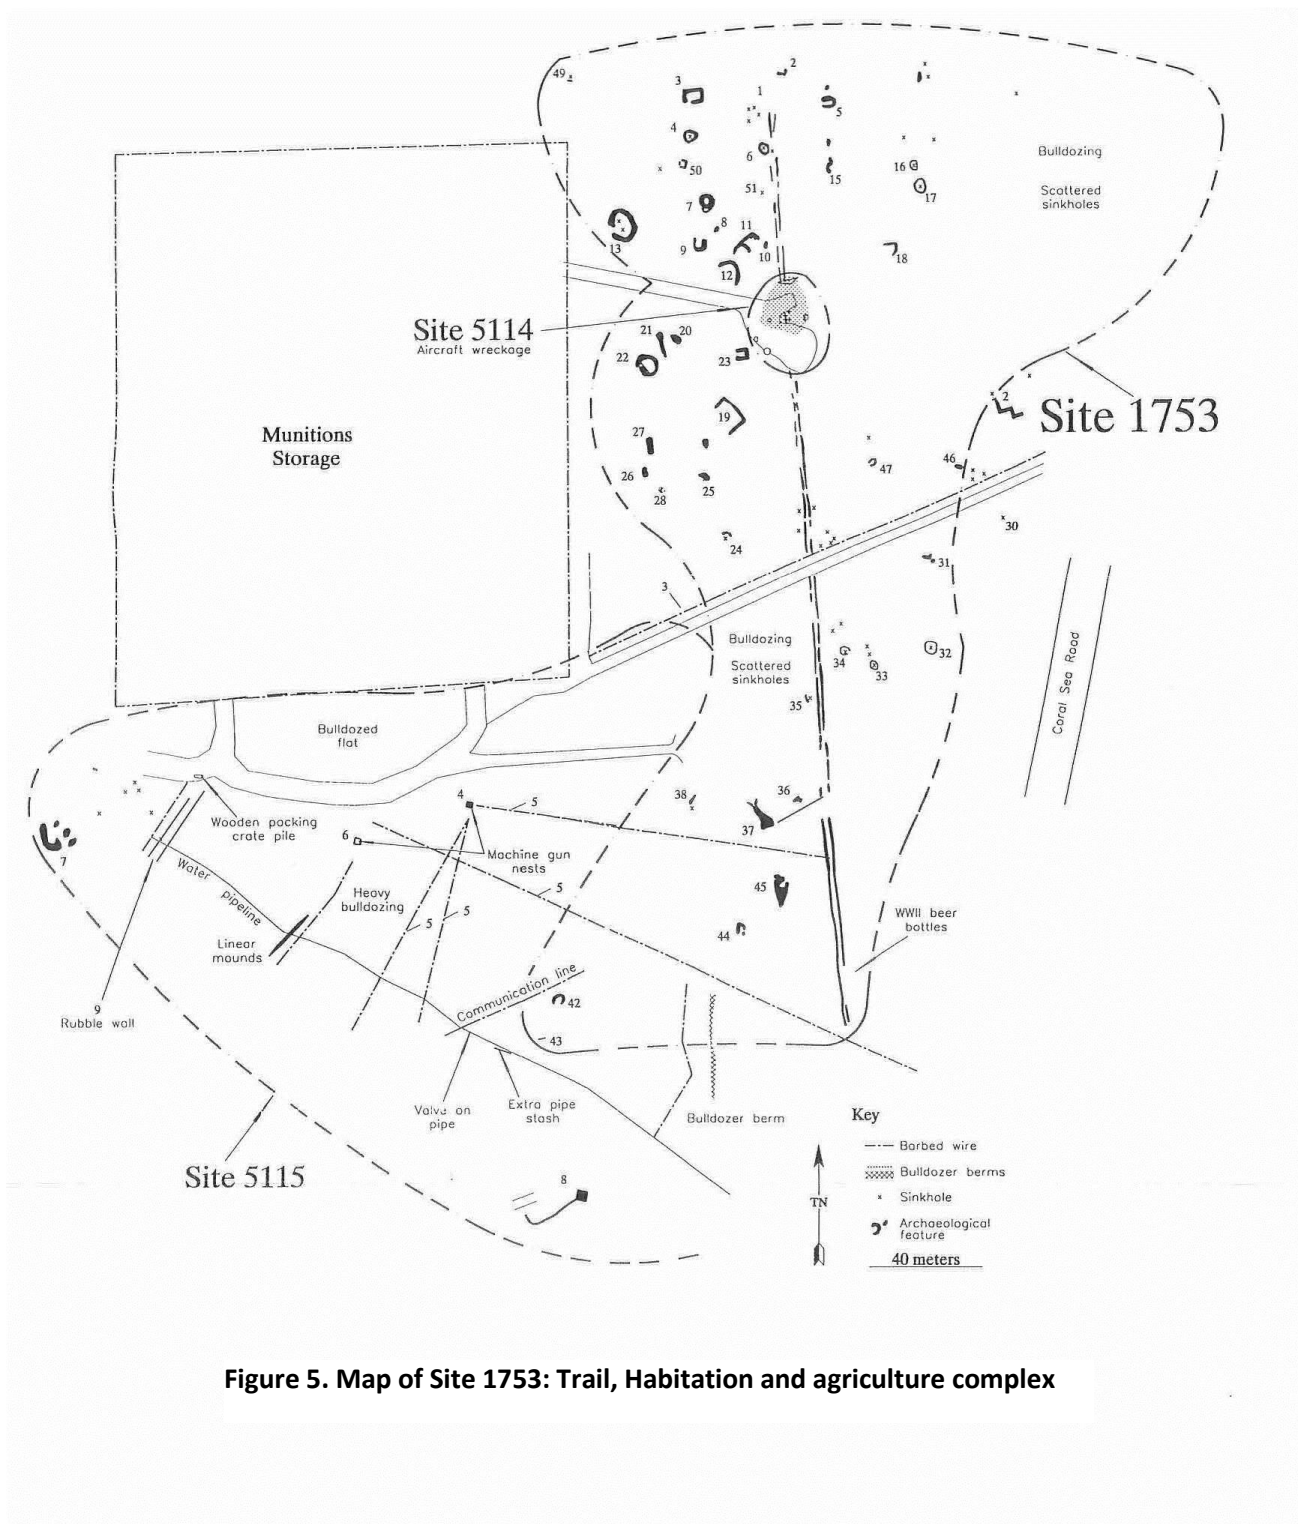 49
2
3
1
5
4
6
50
15
16
17
51
7
8
11
13
9
10
12
18
Bulldozing
Scattered
sinkholes
Site 5114
Aircraft wreckage
21
20
22
23
19
2
Site 1753
Munitions
Storage
27
26
28
25
47
46
24
30
31
3
Bulldozing
Scattered
sinkholes
34
33
32
35
Coral Sea Road
Bulldozed
flat
Wooden packing
crate pile
4
5
38
36
37
6
7
Machine gun
nests
Water pipeline
Heavy
bulldozing
5
5
5
45
44
WWII beer
bottles
Linear
mounds
9
Rubble wall
Communication line
42
43
Valve on
pipe
Extra pipe
stash
Bulldozer berm
Site 5115
8
Key
Barbed wire
Bulldozer berms
Sinkhole
Archaeological
feature
40 meters
TN
Figure 5. Map of Site 1753: Trail, Habitation and agriculture complex